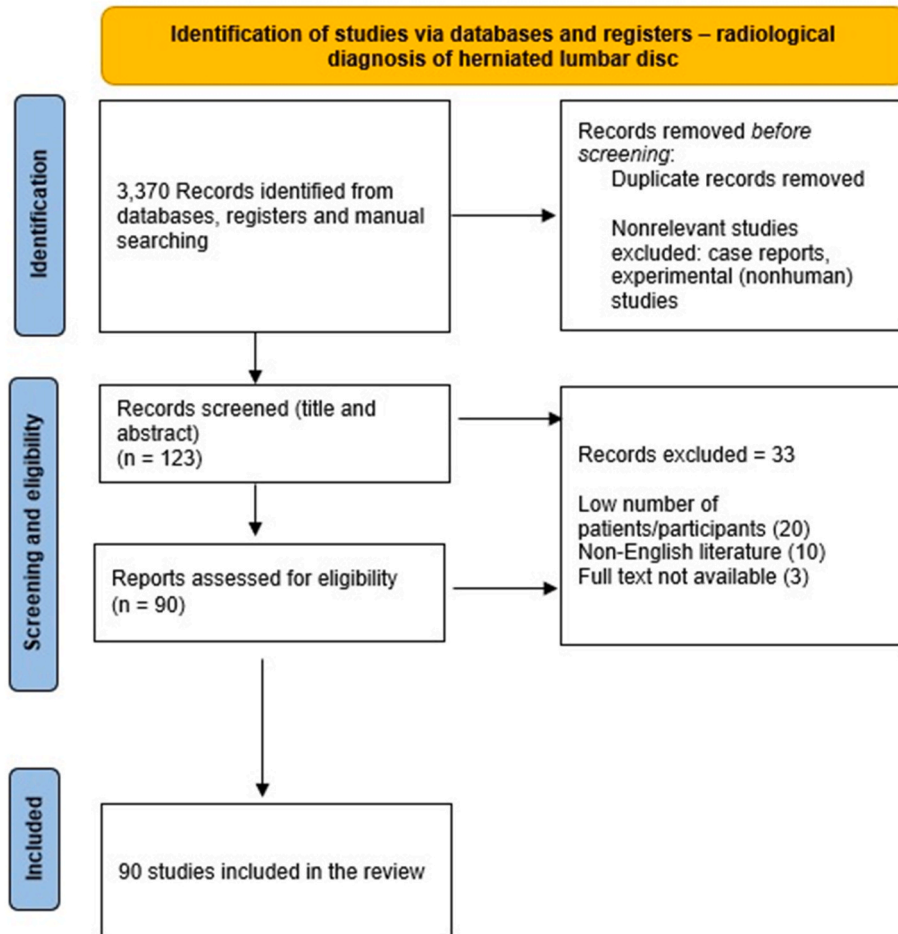 Identification of studies via databases and registers – radiological
diagnosis of herniated lumbar disc
Identification
3,370 Records identified from
databases, registers and manual
searching
Records removed before
screening:
Duplicate records removed
Nonrelevant studies
excluded: case reports,
experimental (nonhuman)
studies
Screening and eligibility
Records screened (title and
abstract)
(n = 123)
Records excluded = 33
Low number of
patients/participants (20)
Non-English literature (10)
Full text not available (3)
Reports assessed for eligibility
(n = 90)
Included
90 studies included in the review